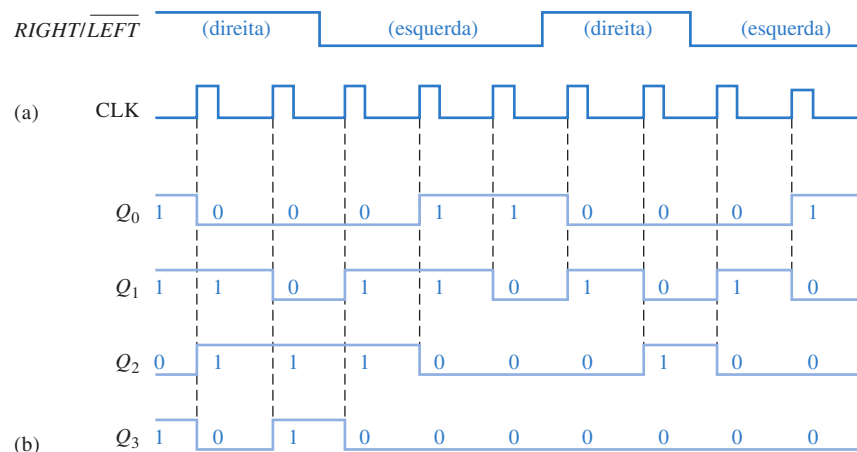 RIGHT/LEFT (direita) (esquerda) (direita) (esquerda)
(a) CLK
Q0 1 0 0 0 1 1 0 0 0 1
Q1 1 1 0 1 1 0 1 0 1 0
Q2 0 1 1 1 0 0 0 1 0 0
(b) Q3 1 0 1 0 0 0 0 0 0 0